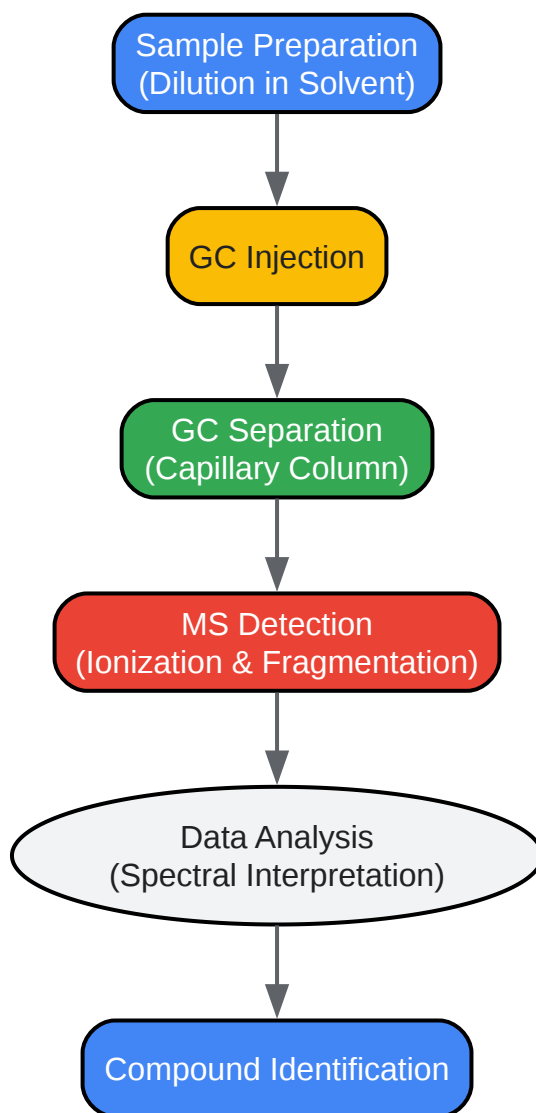 Sample Preparation
(Dilution in Solvent)
GC Injection
GC Separation
(Capillary Column)
MS Detection
(Ionization & Fragmentation)
Data Analysis
(Spectral Interpretation)
Compound Identification